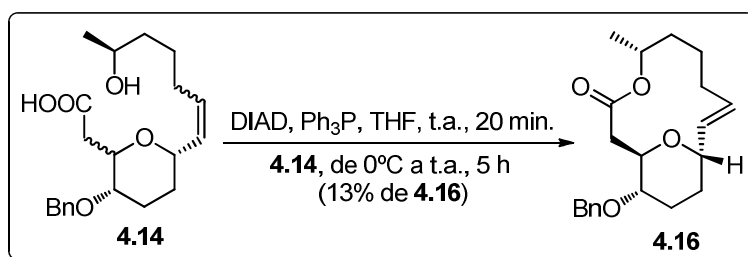 OH
HOOC
O
BnO
4.14
DIAD, Ph3P, THF, t.a., 20 min.
4.14, de 0ºC a t.a., 5 h
(13% de 4.16)
O
O
O
H
BnO
4.16